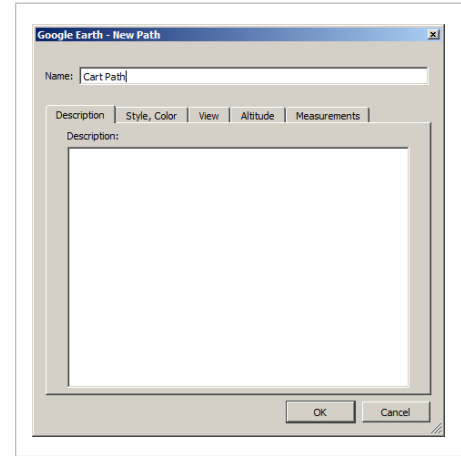 Google Earth - New Path
Name: Cart Path
Description Style, Color View Altitude Measurements
Description:
OK Cancel